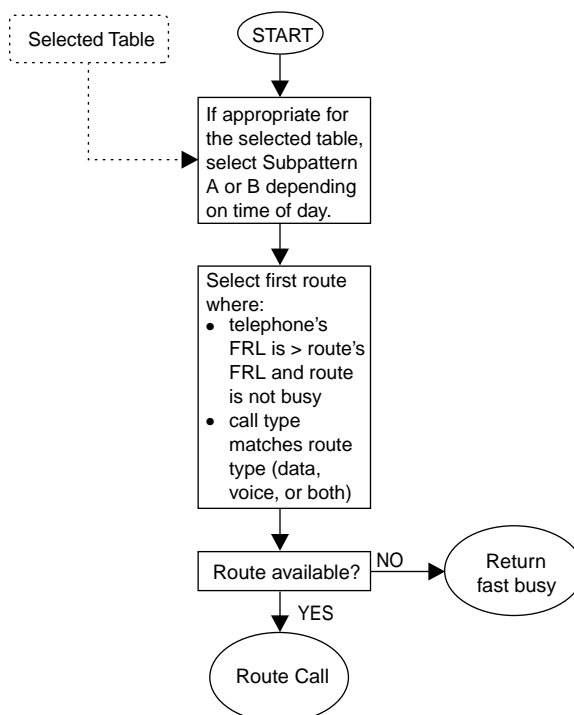 Selected Table
START
If appropriate for
the selected table,
select Subpattern
A or B depending
on time of day.
Select first route
where:
● telephone's
FRL is > route's
FRL and route
is not busy
● call type
matches route
type (data,
voice, or both)
Route available?
NO
Return
fast busy
YES
Route Call